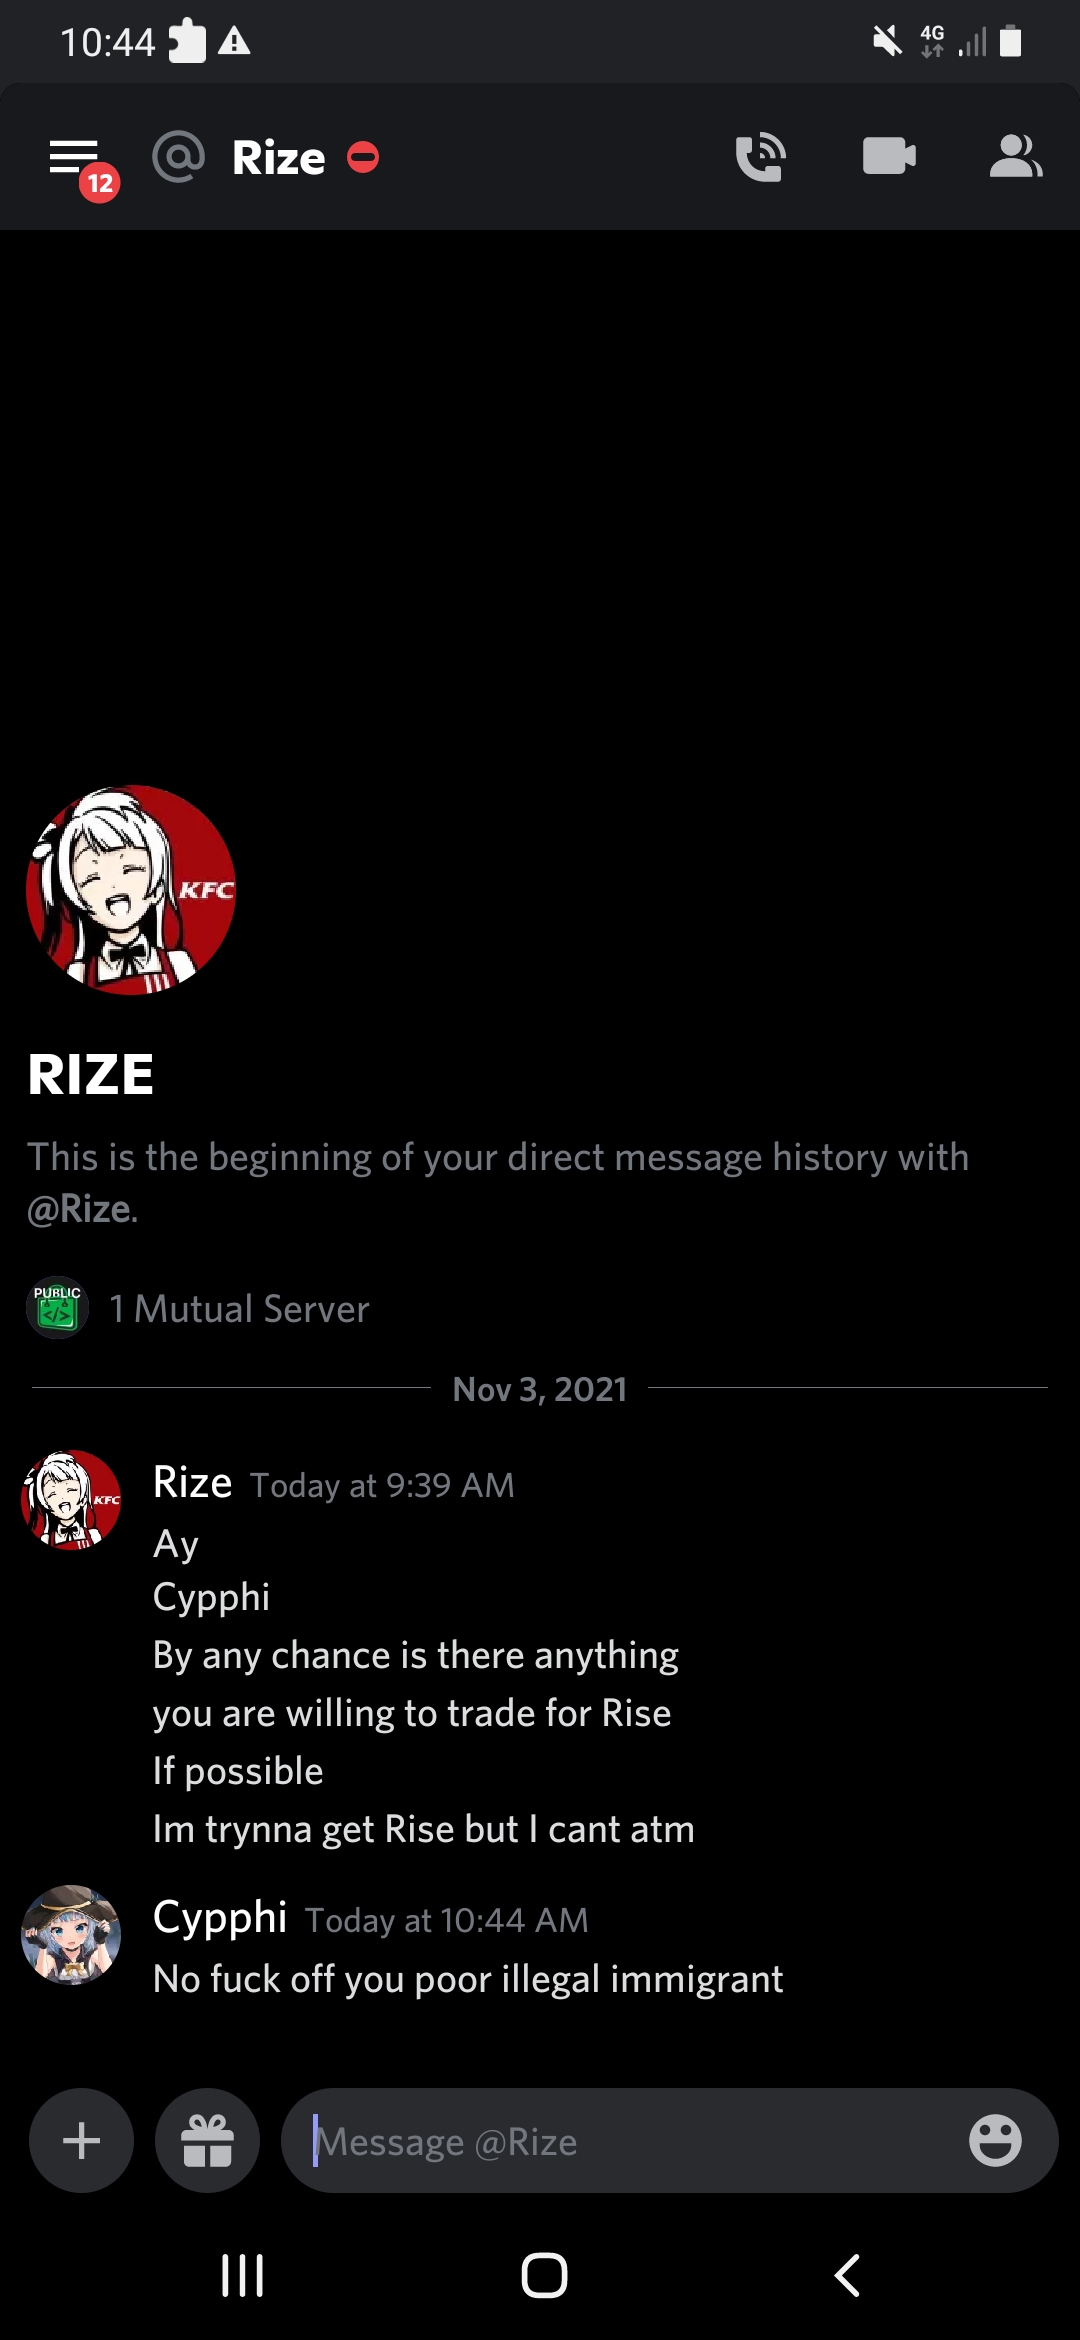 10:44
4G
12
Rize
KFC
RIZE
This is the beginning of your direct message history with
@Rize.
PUBLIC
</>
1 Mutual Server
Nov 3, 2021
KFC
Rize Today at 9:39 AM
Ay
Cypphi
By any chance is there anything
you are willing to trade for Rise
If possible
Im trynna get Rise but I cant atm
Cypphi Today at 10:44 AM
No fuck off you poor illegal immigrant
Message @Rize